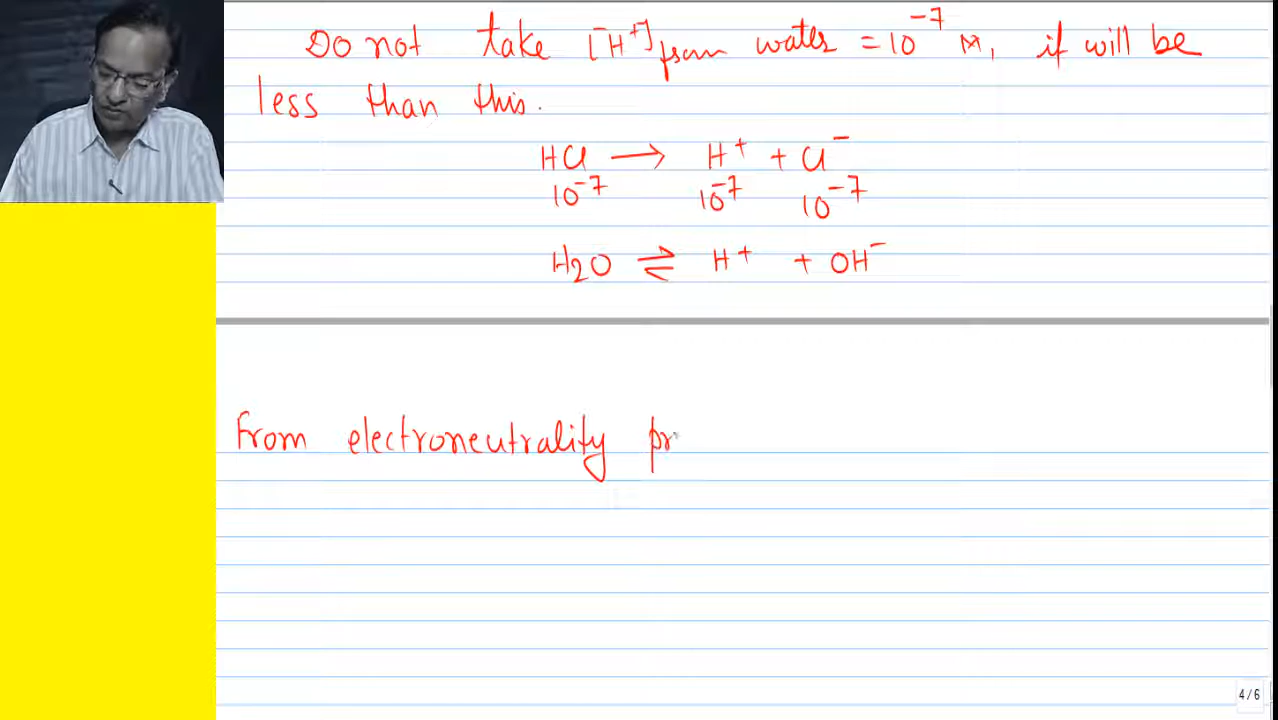 Do not take [H+] from water = 10^-7 M, if will be
less than this.
HCl → H+ + Cl-
10^-7 10^-7 10^-7
H2O ⇌ H+ + OH-
From electroneutrality pr
4/6